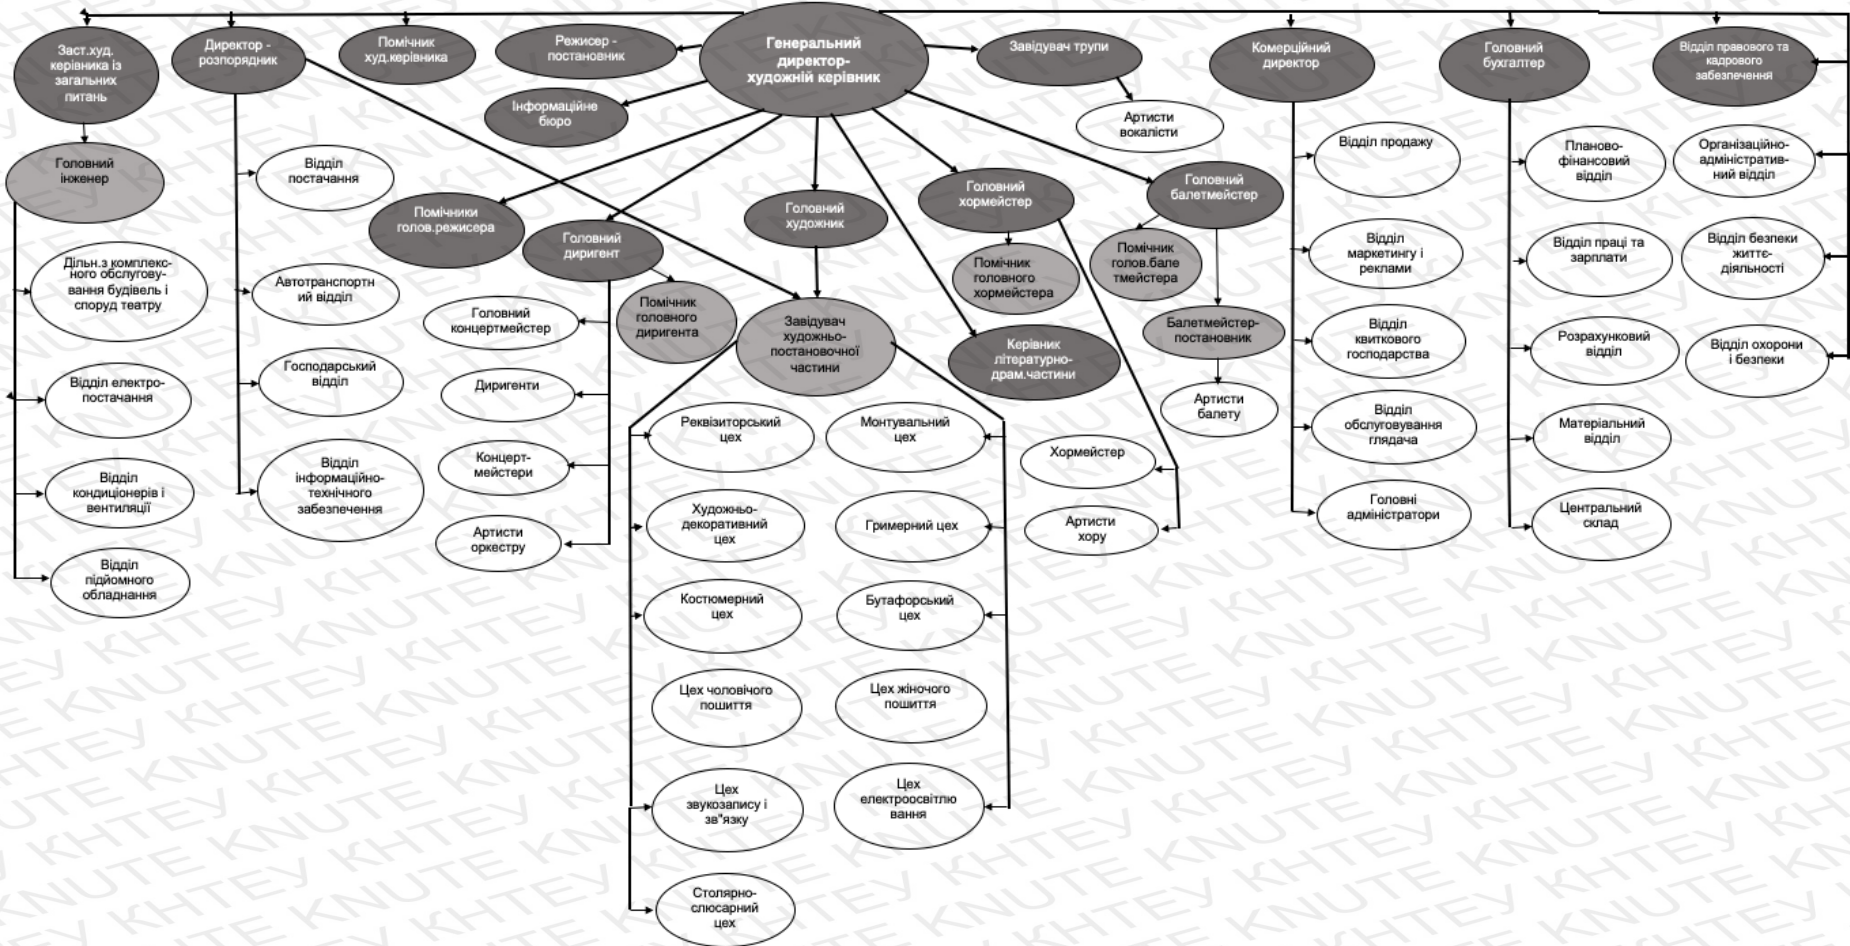 Заст.худ.
керівника із
загальних
питань
Директор -
розпорядник
Помічник
худ.керівника
Режисер -
постановник
Генеральний
директор-
художній керівник
Завідувач трупи
Комерційний
директор
Головний
бухгалтер
Відділ правового та
кадрового
забезпечення
Інформаційне
бюро
Артисти
вокалісти
Головний
інженер
Відділ
постачання
Відділ продажу
Планово-
фінансовий
відділ
Організаційно-
адміністратив-
ний відділ
Помічники
голов.режисера
Головний
диригент
Головний
художник
Головний
хормейстер
Головний
балетмейстер
Дільн.з комплекс-
ного обслугову-
вання будівель і
споруд театру
Автотранспортн
ий відділ
Головний
концертмейстер
Помічник
головного
диригента
Завідувач
художньо-
постановочної
частини
Помічник
головного
хормейстера
Помічник
голов.бале
тмейстера
Відділ
маркетингу і
реклами
Відділ праці та
зарплати
Відділ безпеки
життє-
діяльності
Керівник
літературно-
драм.частини
Балетмейстер-
постановник
Відділ
квиткового
господарства
Розрахунковий
відділ
Відділ охорони
і безпеки
Відділ електро-
постачання
Господарський
відділ
Диригенти
Артисти
балету
Реквізиторський
цех
Монтувальний
цех
Відділ
обслуговування
глядача
Матеріальний
відділ
Відділ
кондиціонерів і
вентиляції
Відділ
інформаційно-
технічного
забезпечення
Концерт-
мейстери
Хормейстер
Художньо-
декоративний
цех
Гримерний цех
Артисти
хору
Головні
адміністратори
Центральний
склад
Артисти
оркестру
Відділ
підйомного
обладнання
Костюмерний
цех
Бутафорський
цех
Цех чоловічого
пошиття
Цех жіночого
пошиття
Цех
звукозапису і
зв"язку
Цех
електроосвітлю
вання
Столярно-
слюсарний
цех